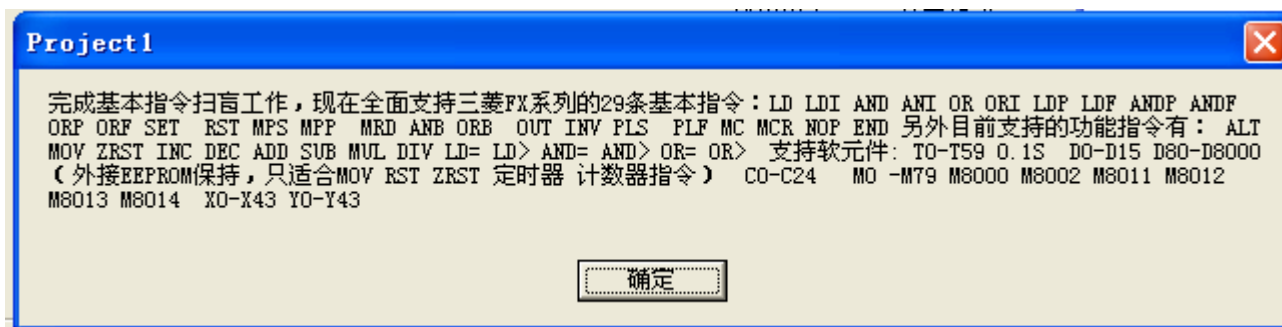 Project1
完成基本指令扫盲工作，现在全面支持三菱FX系列的29条基本指令：LD LDI AND ANI OR ORI LDP LDF ANDP ANDF
ORP ORF SET RST MPS MPP MRD ANB ORB OUT INV PLS PLF MC MCR NOP END 另外目前支持的功能指令有： ALT
MOV ZRST INC DEC ADD SUB MUL DIV LD= LD> AND= AND> OR= OR> 支持软元件: T0-T59 0.1S D0-D15 D80-D8000
（外接EEPROM保持，只适合MOV RST ZRST 定时器 计数器指令） C0-C24 M0 -M79 M8000 M8002 M8011 M8012
M8013 M8014 X0-X43 Y0-Y43
确定